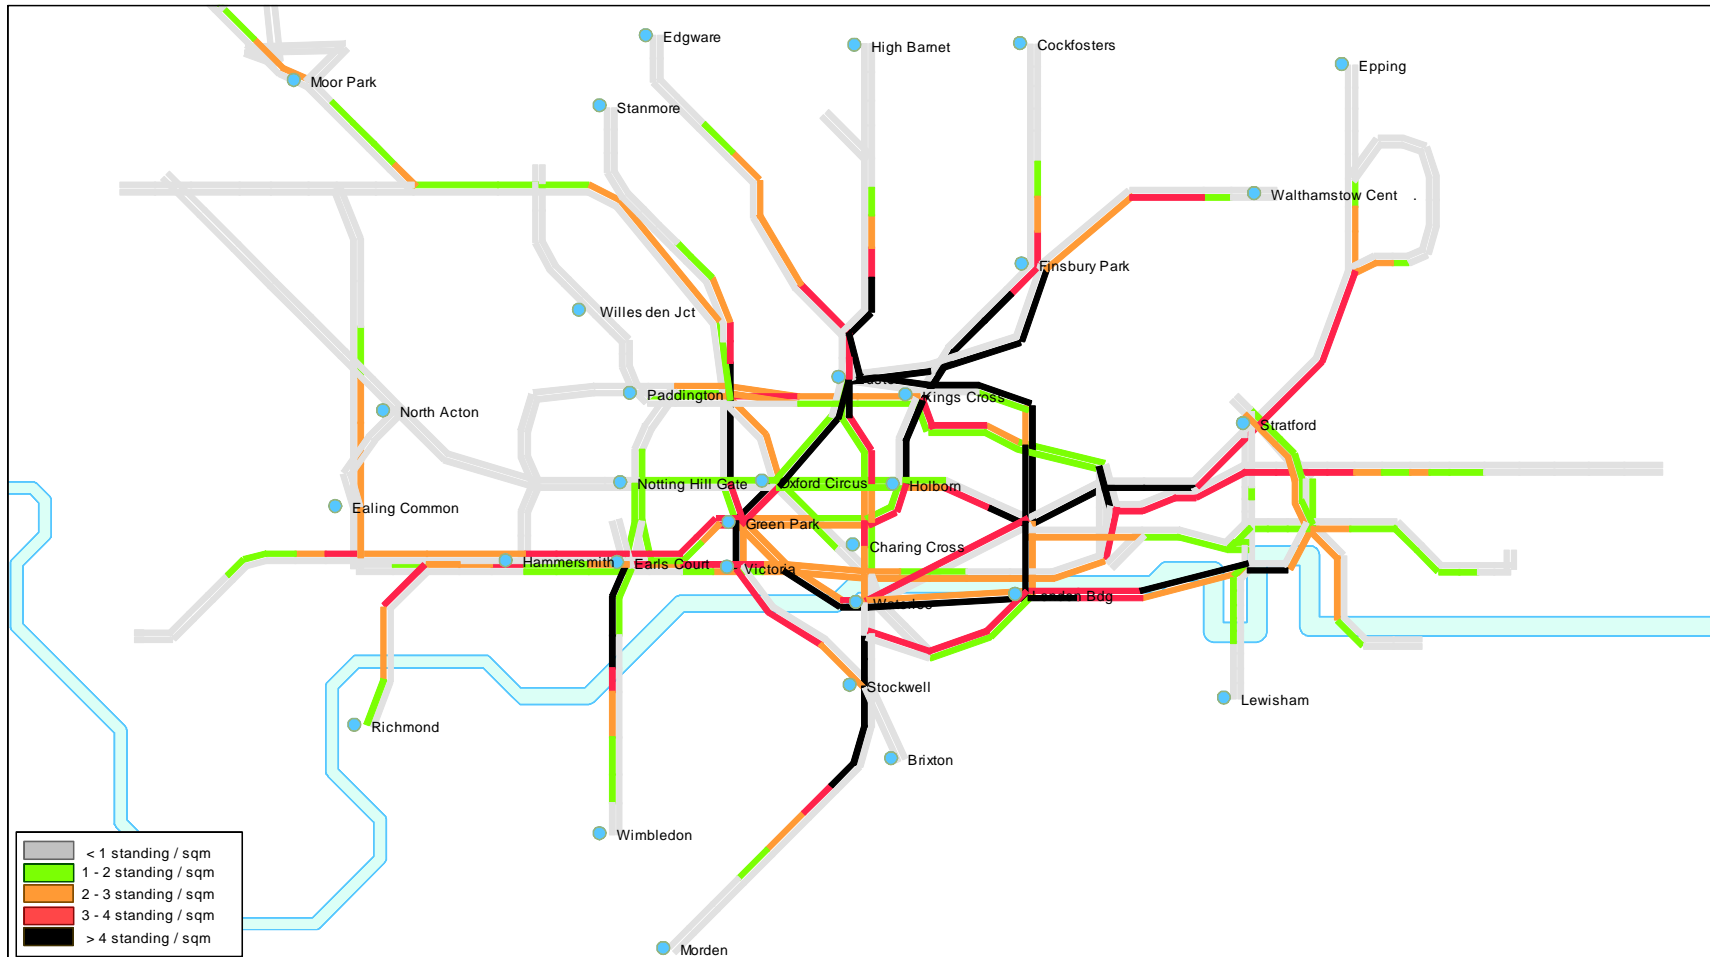 Edgware
High Barnet
Cockfosters
Epping
Moor Park
Stanmore
Walthamstow Cent .
Finsbury Park
Willesden Jct
Paddington
Kings Cross
North Acton
Stratford
Notting Hill Gate
Oxford Circus
Holborn
Ealing Common
Green Park
Charing Cross
Hammersmith
Earls Court
Victoria
Waterloo
London Bdg
Stockwell
Lewisham
Richmond
Brixton
Wimbledon
< 1 standing / sqm
1 - 2 standing / sqm
2 - 3 standing / sqm
3 - 4 standing / sqm
> 4 standing / sqm
Morden